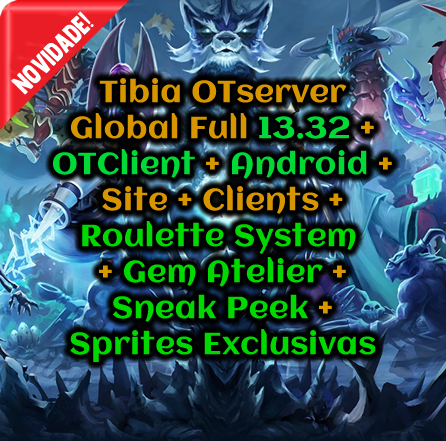 NOVIDADE!
Tibia OTserver
Global Full 13.32 +
OTClient + Android +
Site + Clients +
Roulette System
+ Gem Atelier +
Sneak Peek +
Sprites Exclusivas